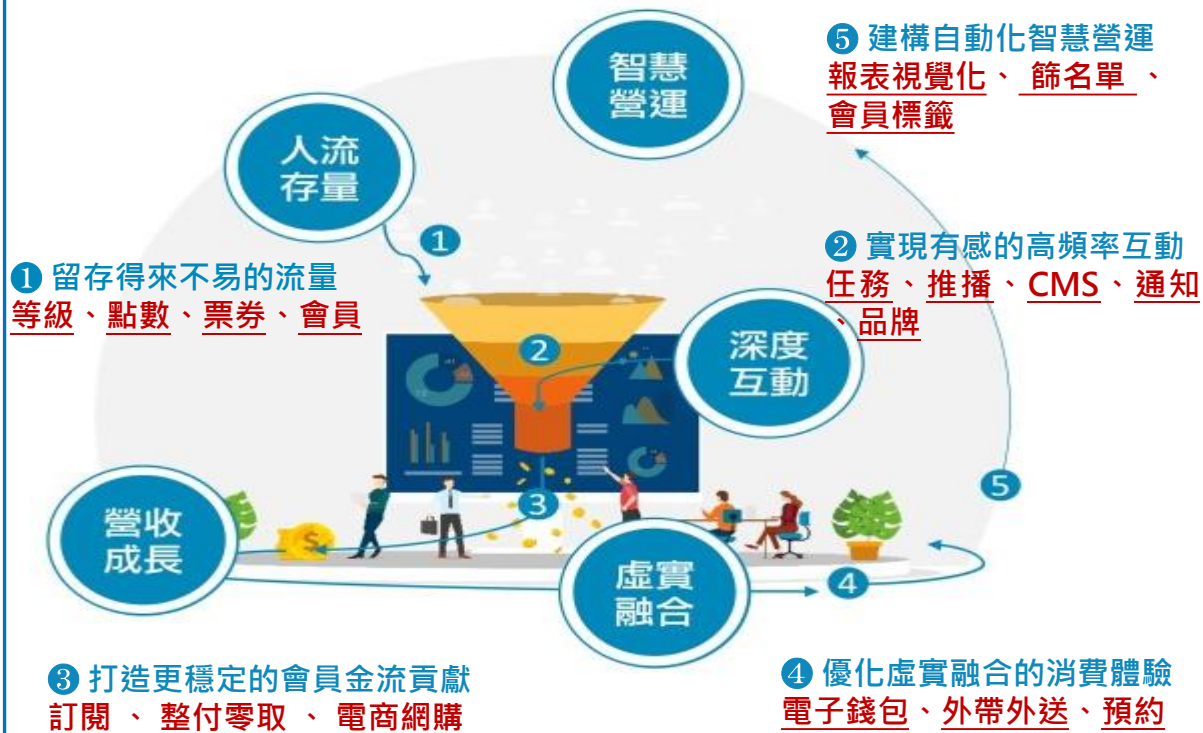 智慧
營運
❺ 建構自動化智慧營運
報表視覺化、 篩名單 、
會員標籤
人流
存量
1
❶ 留存得來不易的流量
等級、點數、票券、會員
❷ 實現有感的高頻率互動
任務、推播、CMS、通知
、品牌
2
深度
互動
3
5
營收
成長
$
虛實
融合
4
❸ 打造更穩定的會員金流貢獻
訂閱 、 整付零取 、 電商網購
❹ 優化虛實融合的消費體驗
電子錢包、外帶外送、預約